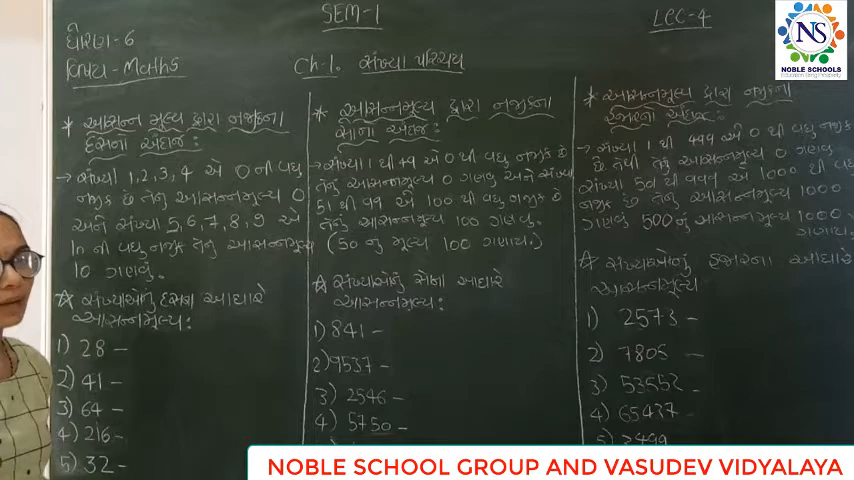 SEM-1
LEC-4
ધોરણ-6
વિષય-Maths
Ch-1. સંખ્યા પરિચય
NS
NOBLE SCHOOLS
* આસન્ન મૂલ્ય દ્વારા નજીકના
દસનો અંદાજ:
→ સંખ્યા 1,2,3,4 એ 0 ની વધુ
નજીક છે તેનું આસન્નમૂલ્ય 0
અને સંખ્યા 5,6,7,8,9 એ
10 ની વધુ નજીક તેનું આસન્નમૂલ્ય
10 ગણવું.
☆ સંખ્યાઓનું દસના આધારે
આસન્નમૂલ્ય:
1) 28 –
2) 41 –
3) 64 –
4) 216 –
5) 32 –
* આસન્નમૂલ્ય દ્વારા નજીકના
સોના અંદાજ:
→ સંખ્યા 1 થી 49 એ 0 થી વધુ નજીક છે
તેનું આસન્નમૂલ્ય 0 ગણવું અને સંખ્યા
51 થી 99 એ 100 થી વધુ નજીક છે
તેનું આસન્નમૂલ્ય 100 ગણવું.
(50 નું મૂલ્ય 100 ગણાય.)
☆ સંખ્યાઓનું સોના આધારે
આસન્નમૂલ્ય:
1) 841 –
2) 9537 –
3) 2546 –
4) 5750 –
* આસન્નમૂલ્ય દ્વારા નજીકના
હજારના અંદાજ:
→ સંખ્યા 1 થી 499 એ 0 થી વધુ નજીક
છે તેથી તેનું આસન્નમૂલ્ય 0 ગણવું
સંખ્યા 501 થી 999 એ 1000 થી વધુ
નજીક છે તેનું આસન્નમૂલ્ય 1000
ગણવું 500નું આસન્નમૂલ્ય 1000
ગણાય.
☆ સંખ્યાઓનું હજારના આધારે
આસન્નમૂલ્ય
1) 2573 –
2) 7805 –
3) 53552 –
4) 65437 –
5) 2499
NOBLE SCHOOL GROUP AND VASUDEV VIDYALAYA